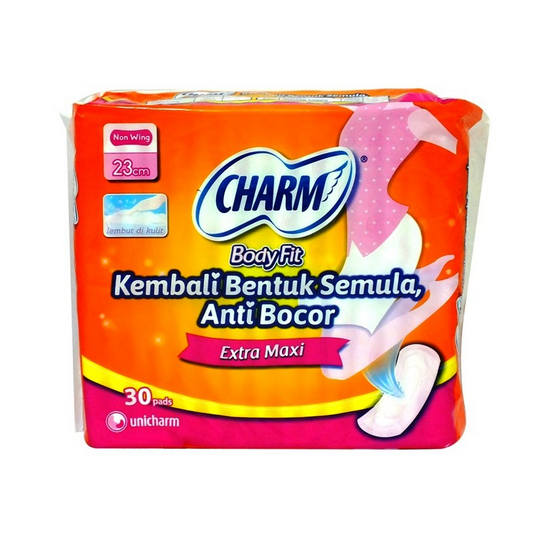 Non Wing
23cm
lembut di kulit
CHARM®
Body Fit
Kembali Bentuk Semula,
Anti Bocor
Extra Maxi
30 pads
unicharm